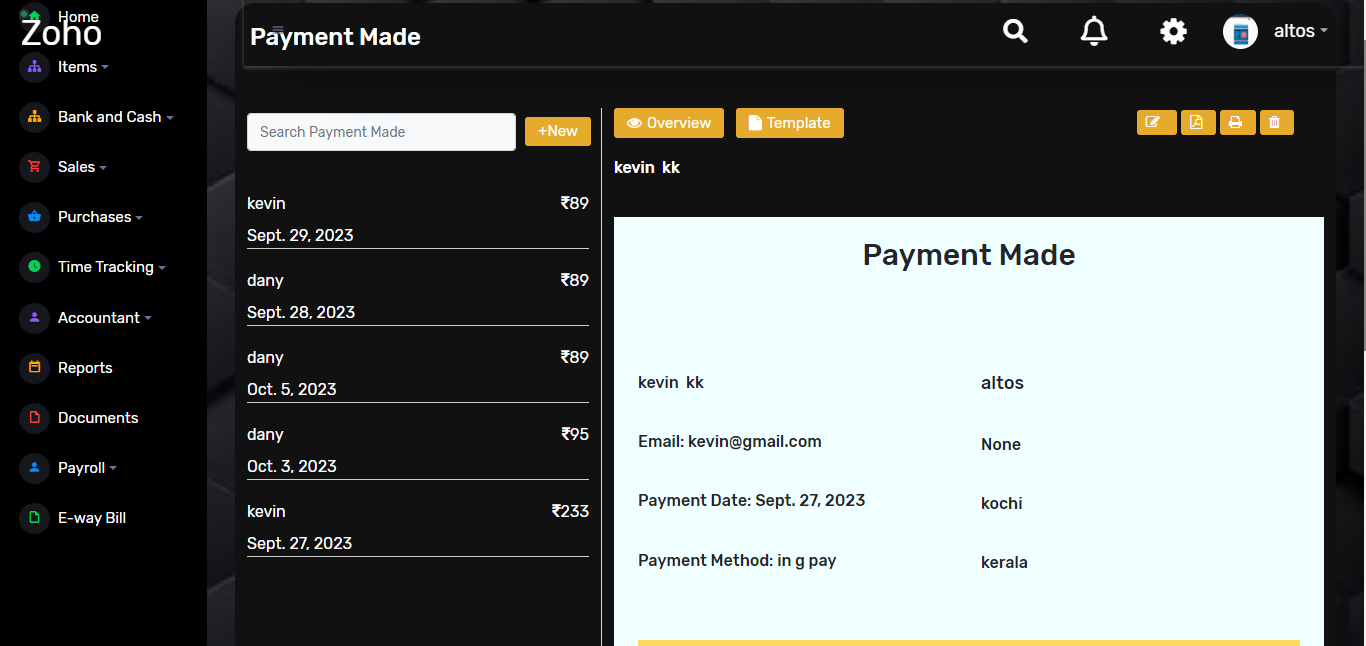 Home
Zoho
Items
Bank and Cash
Sales
Purchases
Time Tracking
Accountant
Reports
Documents
Payroll
E-way Bill
Payment Made
altos
Search Payment Made
+New
kevin ₹89
Sept. 29, 2023
dany ₹89
Sept. 28, 2023
dany ₹89
Oct. 5, 2023
dany ₹95
Oct. 3, 2023
kevin ₹233
Sept. 27, 2023
Overview Template
kevin kk
Payment Made
kevin kk
Email: kevin@gmail.com
Payment Date: Sept. 27, 2023
Payment Method: in g pay
altos
None
kochi
kerala